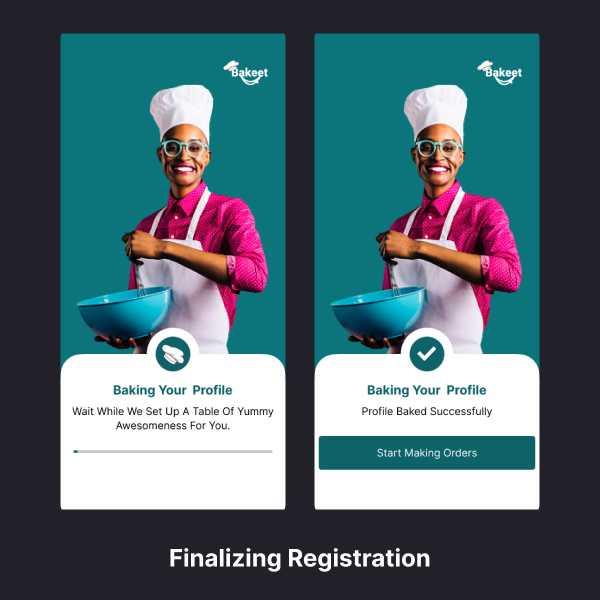 Bakeet
Baking Your Profile
Wait While We Set Up A Table Of Yummy
Awesomeness For You.
Bakeet
Baking Your Profile
Profile Baked Successfully
Start Making Orders
Finalizing Registration